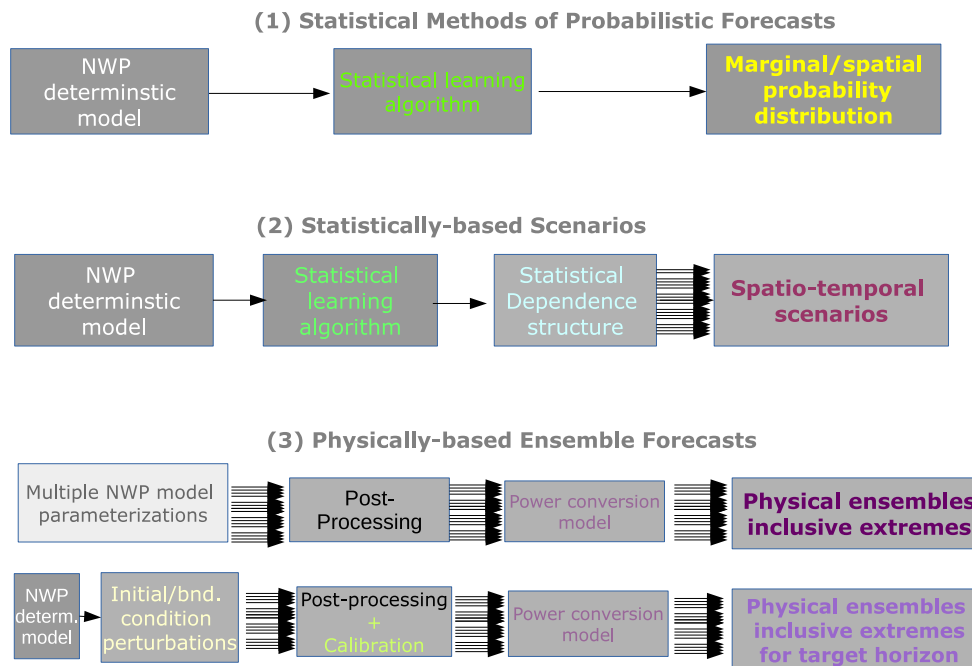 (1) Statistical Methods of Probabilistic Forecasts
NWP
determinstic
model
Statistical learning
algorithm
Marginal/spatial
probability
distribution
(2) Statistically-based Scenarios
NWP
determinstic
model
Statistical
learning
algorithm
Statistical
Dependence
structure
Spatio-temporal
scenarios
(3) Physically-based Ensemble Forecasts
Multiple NWP model
parameterizations
Post-
Processing
Power conversion
model
Physical ensembles
inclusive extremes
NWP
determ.
model
Initial/bnd.
condition
perturbations
Post-processing
+
Calibration
Power conversion
model
Physical ensembles
inclusive extremes
for target horizon